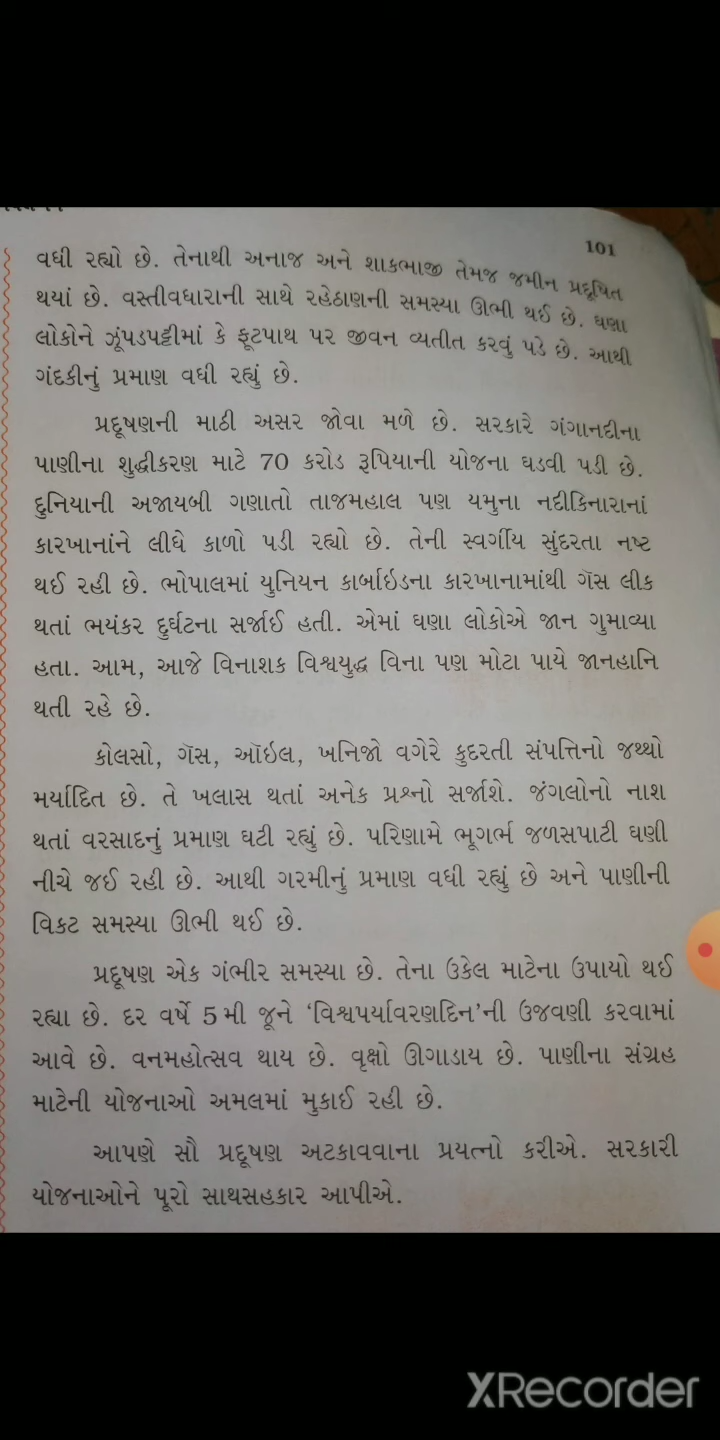 101
વધી રહ્યો છે. તેનાથી અનાજ અને શાકભાજી તેમજ જમીન પ્રદૂષિત
થયાં છે. વસ્તીવધારાની સાથે રહેઠાણની સમસ્યા ઊભી થઈ છે. ઘણા
લોકોને ઝૂંપડપટ્ટીમાં કે ફૂટપાથ પર જીવન વ્યતીત કરવું પડે છે. આથી
ગંદકીનું પ્રમાણ વધી રહ્યું છે.
પ્રદૂષણની માઠી અસર જોવા મળે છે. સરકારે ગંગાનદીના
પાણીના શુદ્ધીકરણ માટે 70 કરોડ રૂપિયાની યોજના ઘડવી પડી છે.
દુનિયાની અજાયબી ગણાતો તાજમહાલ પણ યમુના નદીકિનારાનાં
કારખાનાંને લીધે કાળો પડી રહ્યો છે. તેની સ્વર્ગીય સુંદરતા નષ્ટ
થઈ રહી છે. ભોપાલમાં યુનિયન કાર્બાઇડના કારખાનામાંથી ગૅસ લીક
થતાં ભયંકર દુર્ઘટના સર્જાઈ હતી. એમાં ઘણા લોકોએ જાન ગુમાવ્યા
હતા. આમ, આજે વિનાશક વિશ્વયુદ્ધ વિના પણ મોટા પાયે જાનહાનિ
થતી રહે છે.
કોલસો, ગૅસ, ઑઇલ, ખનિજો વગેરે કુદરતી સંપત્તિનો જથ્થો
મર્યાદિત છે. તે ખલાસ થતાં અનેક પ્રશ્નો સર્જાશે. જંગલોનો નાશ
થતાં વરસાદનું પ્રમાણ ઘટી રહ્યું છે. પરિણામે ભૂગર્ભ જળસપાટી ઘણી
નીચે જઈ રહી છે. આથી ગરમીનું પ્રમાણ વધી રહ્યું છે અને પાણીની
વિકટ સમસ્યા ઊભી થઈ છે.
પ્રદૂષણ એક ગંભીર સમસ્યા છે. તેના ઉકેલ માટેના ઉપાયો થઈ
રહ્યા છે. દર વર્ષે 5 મી જૂને ‘વિશ્વપર્યાવરણદિન’ની ઉજવણી કરવામાં
આવે છે. વનમહોત્સવ થાય છે. વૃક્ષો ઊગાડાય છે. પાણીના સંગ્રહ
માટેની યોજનાઓ અમલમાં મુકાઈ રહી છે.
આપણે સૌ પ્રદૂષણ અટકાવવાના પ્રયત્નો કરીએ. સરકારી
યોજનાઓને પૂરો સાથસહકાર આપીએ.
XRecorder